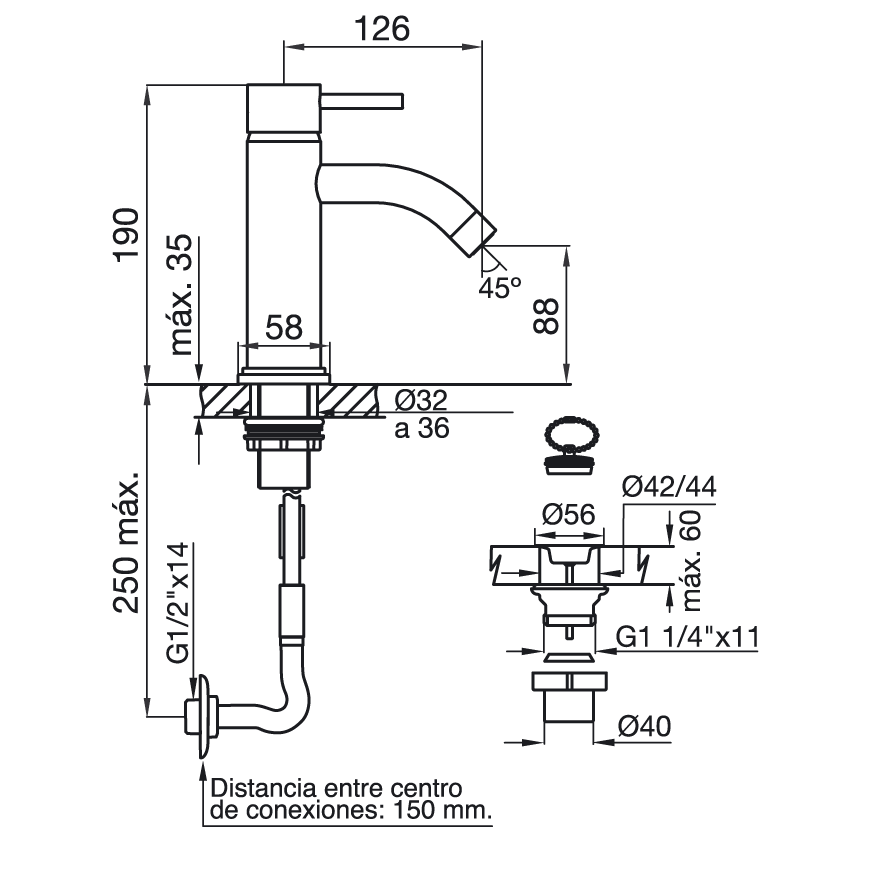 126
190
máx. 35
58
45º
88
Ø32
a 36
250 máx.
G1/2"x14
Ø42/44
Ø56
máx. 60
G1 1/4"x11
Ø40
Distancia entre centro
de conexiones: 150 mm.